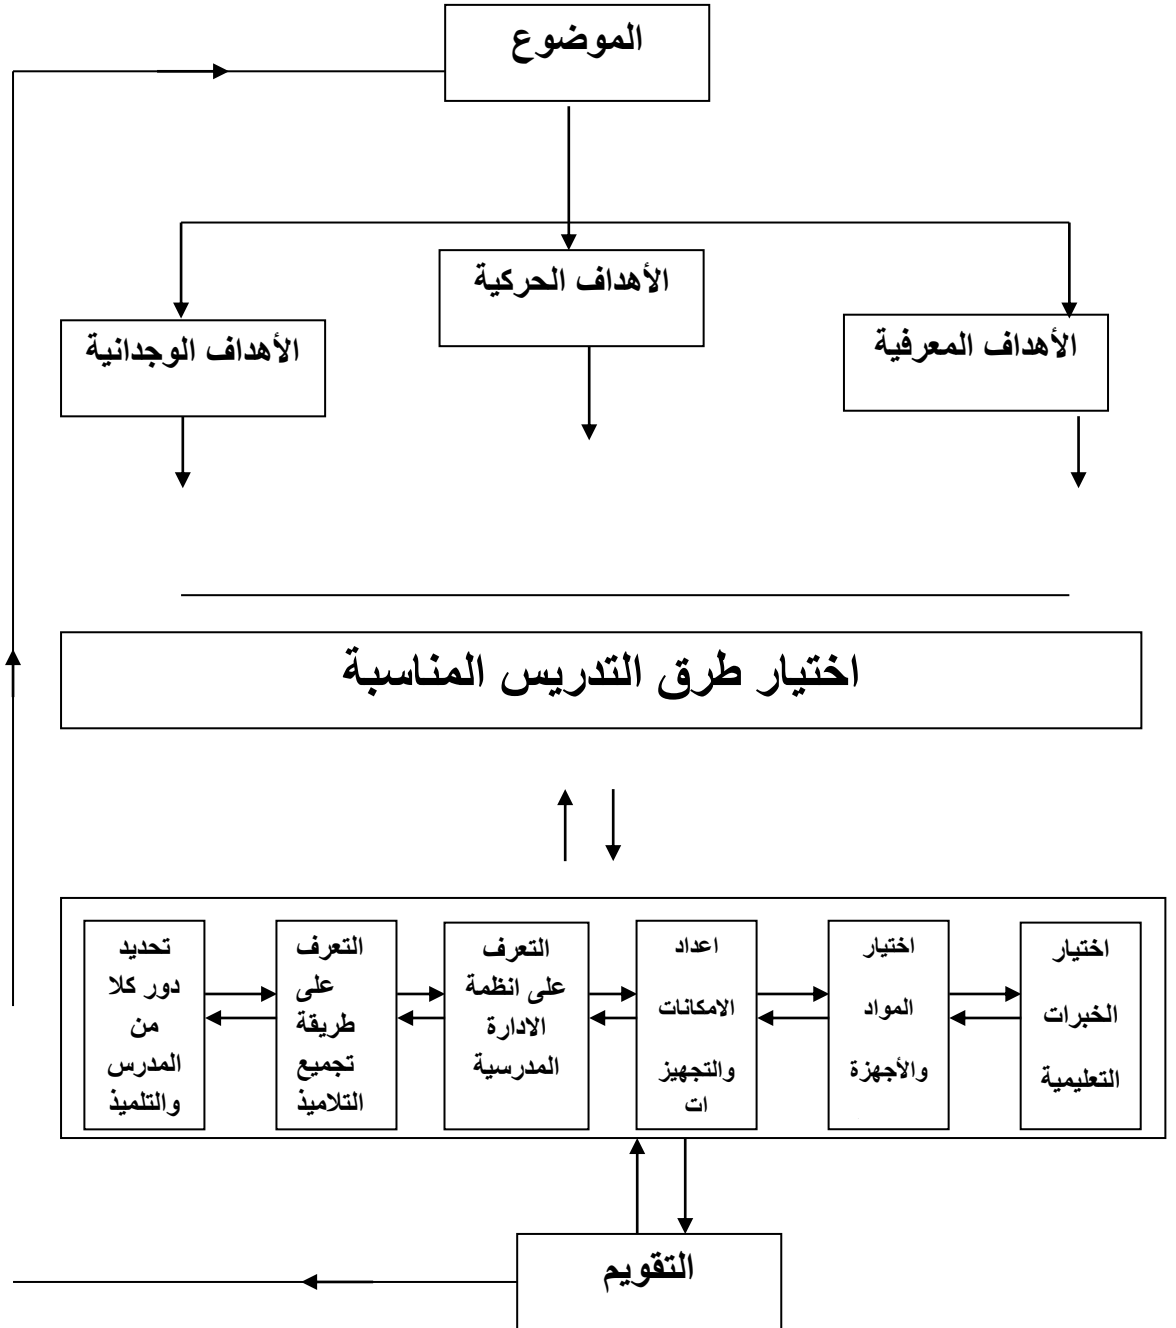 الموضوع
الأهداف الحركية
الأهداف المعرفية
الأهداف الوجدانية
اختيار طرق التدريس المناسبة
اختيار
الخبرات
التعليمية
اختيار
المواد
والأجهزة
اعداد
الامكانات
والتجهيز
ات
التعرف
على انظمة
الادارة
المدرسية
التعرف
على
طريقة
تجميع
التلاميذ
تحديد
دور كلا
من
المدرس
والتلميذ
التقويم